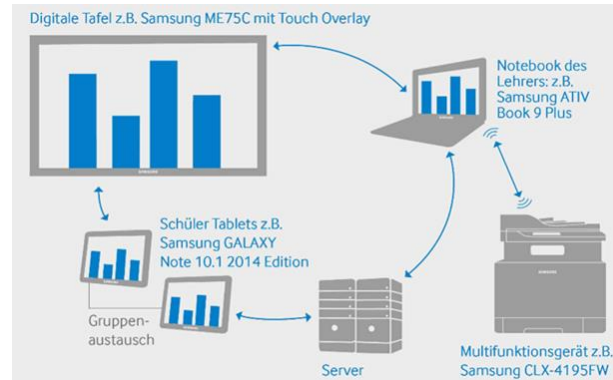 Digitale Tafel z.B. Samsung ME75C mit Touch Overlay
Notebook des
Lehrers: z.B.
Samsung ATIV
Book 9 Plus
Schüler Tablets z.B.
Samsung GALAXY
Note 10.1 2014 Edition
Gruppen-
austausch
Server
Multifunktionsgerät z.B.
Samsung CLX-4195FW